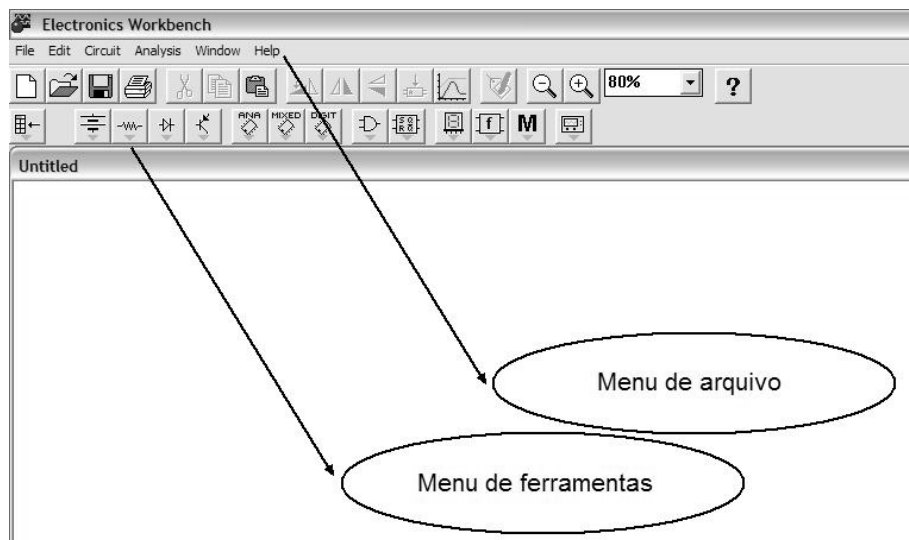 Electronics Workbench
File Edit Circuit Analysis Window Help
80% ?
ANA MIXED DIGIT f M
Untitled
Menu de arquivo
Menu de ferramentas